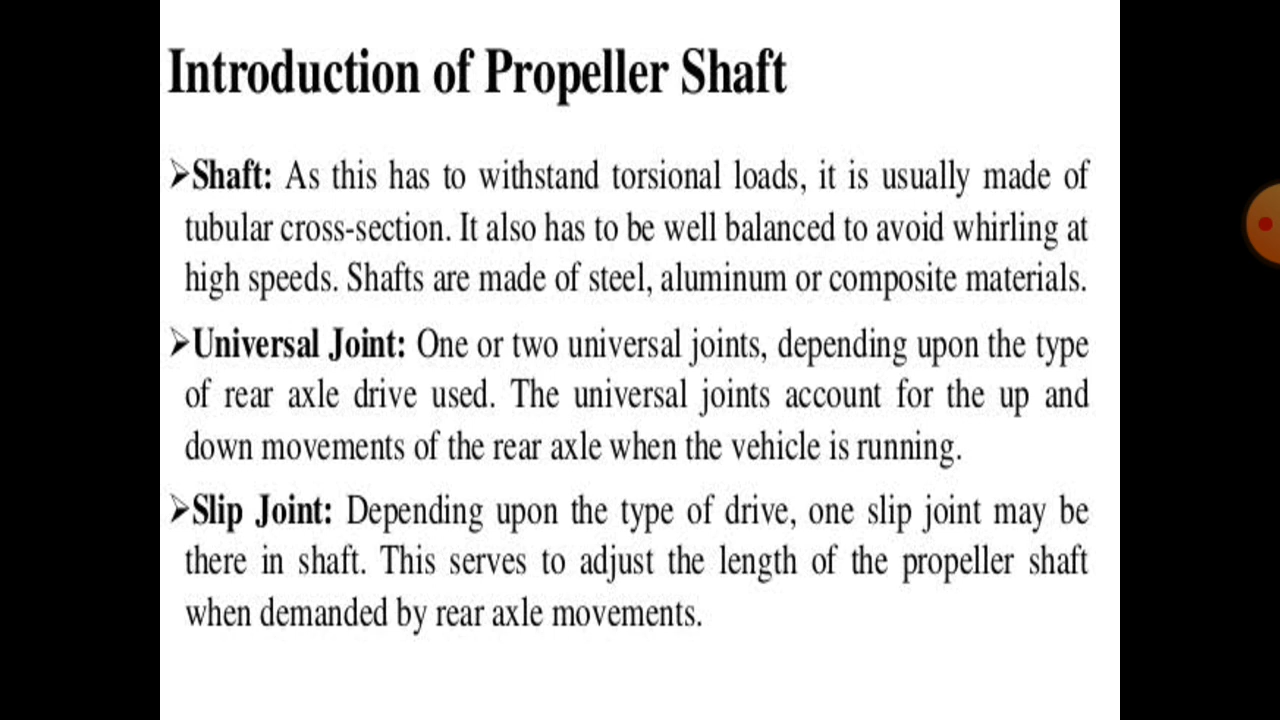 Introduction of Propeller Shaft
➢Shaft: As this has to withstand torsional loads, it is usually made of
tubular cross-section. It also has to be well balanced to avoid whirling at
high speeds. Shafts are made of steel, aluminum or composite materials.
➢Universal Joint: One or two universal joints, depending upon the type
of rear axle drive used. The universal joints account for the up and
down movements of the rear axle when the vehicle is running.
➢Slip Joint: Depending upon the type of drive, one slip joint may be
there in shaft. This serves to adjust the length of the propeller shaft
when demanded by rear axle movements.